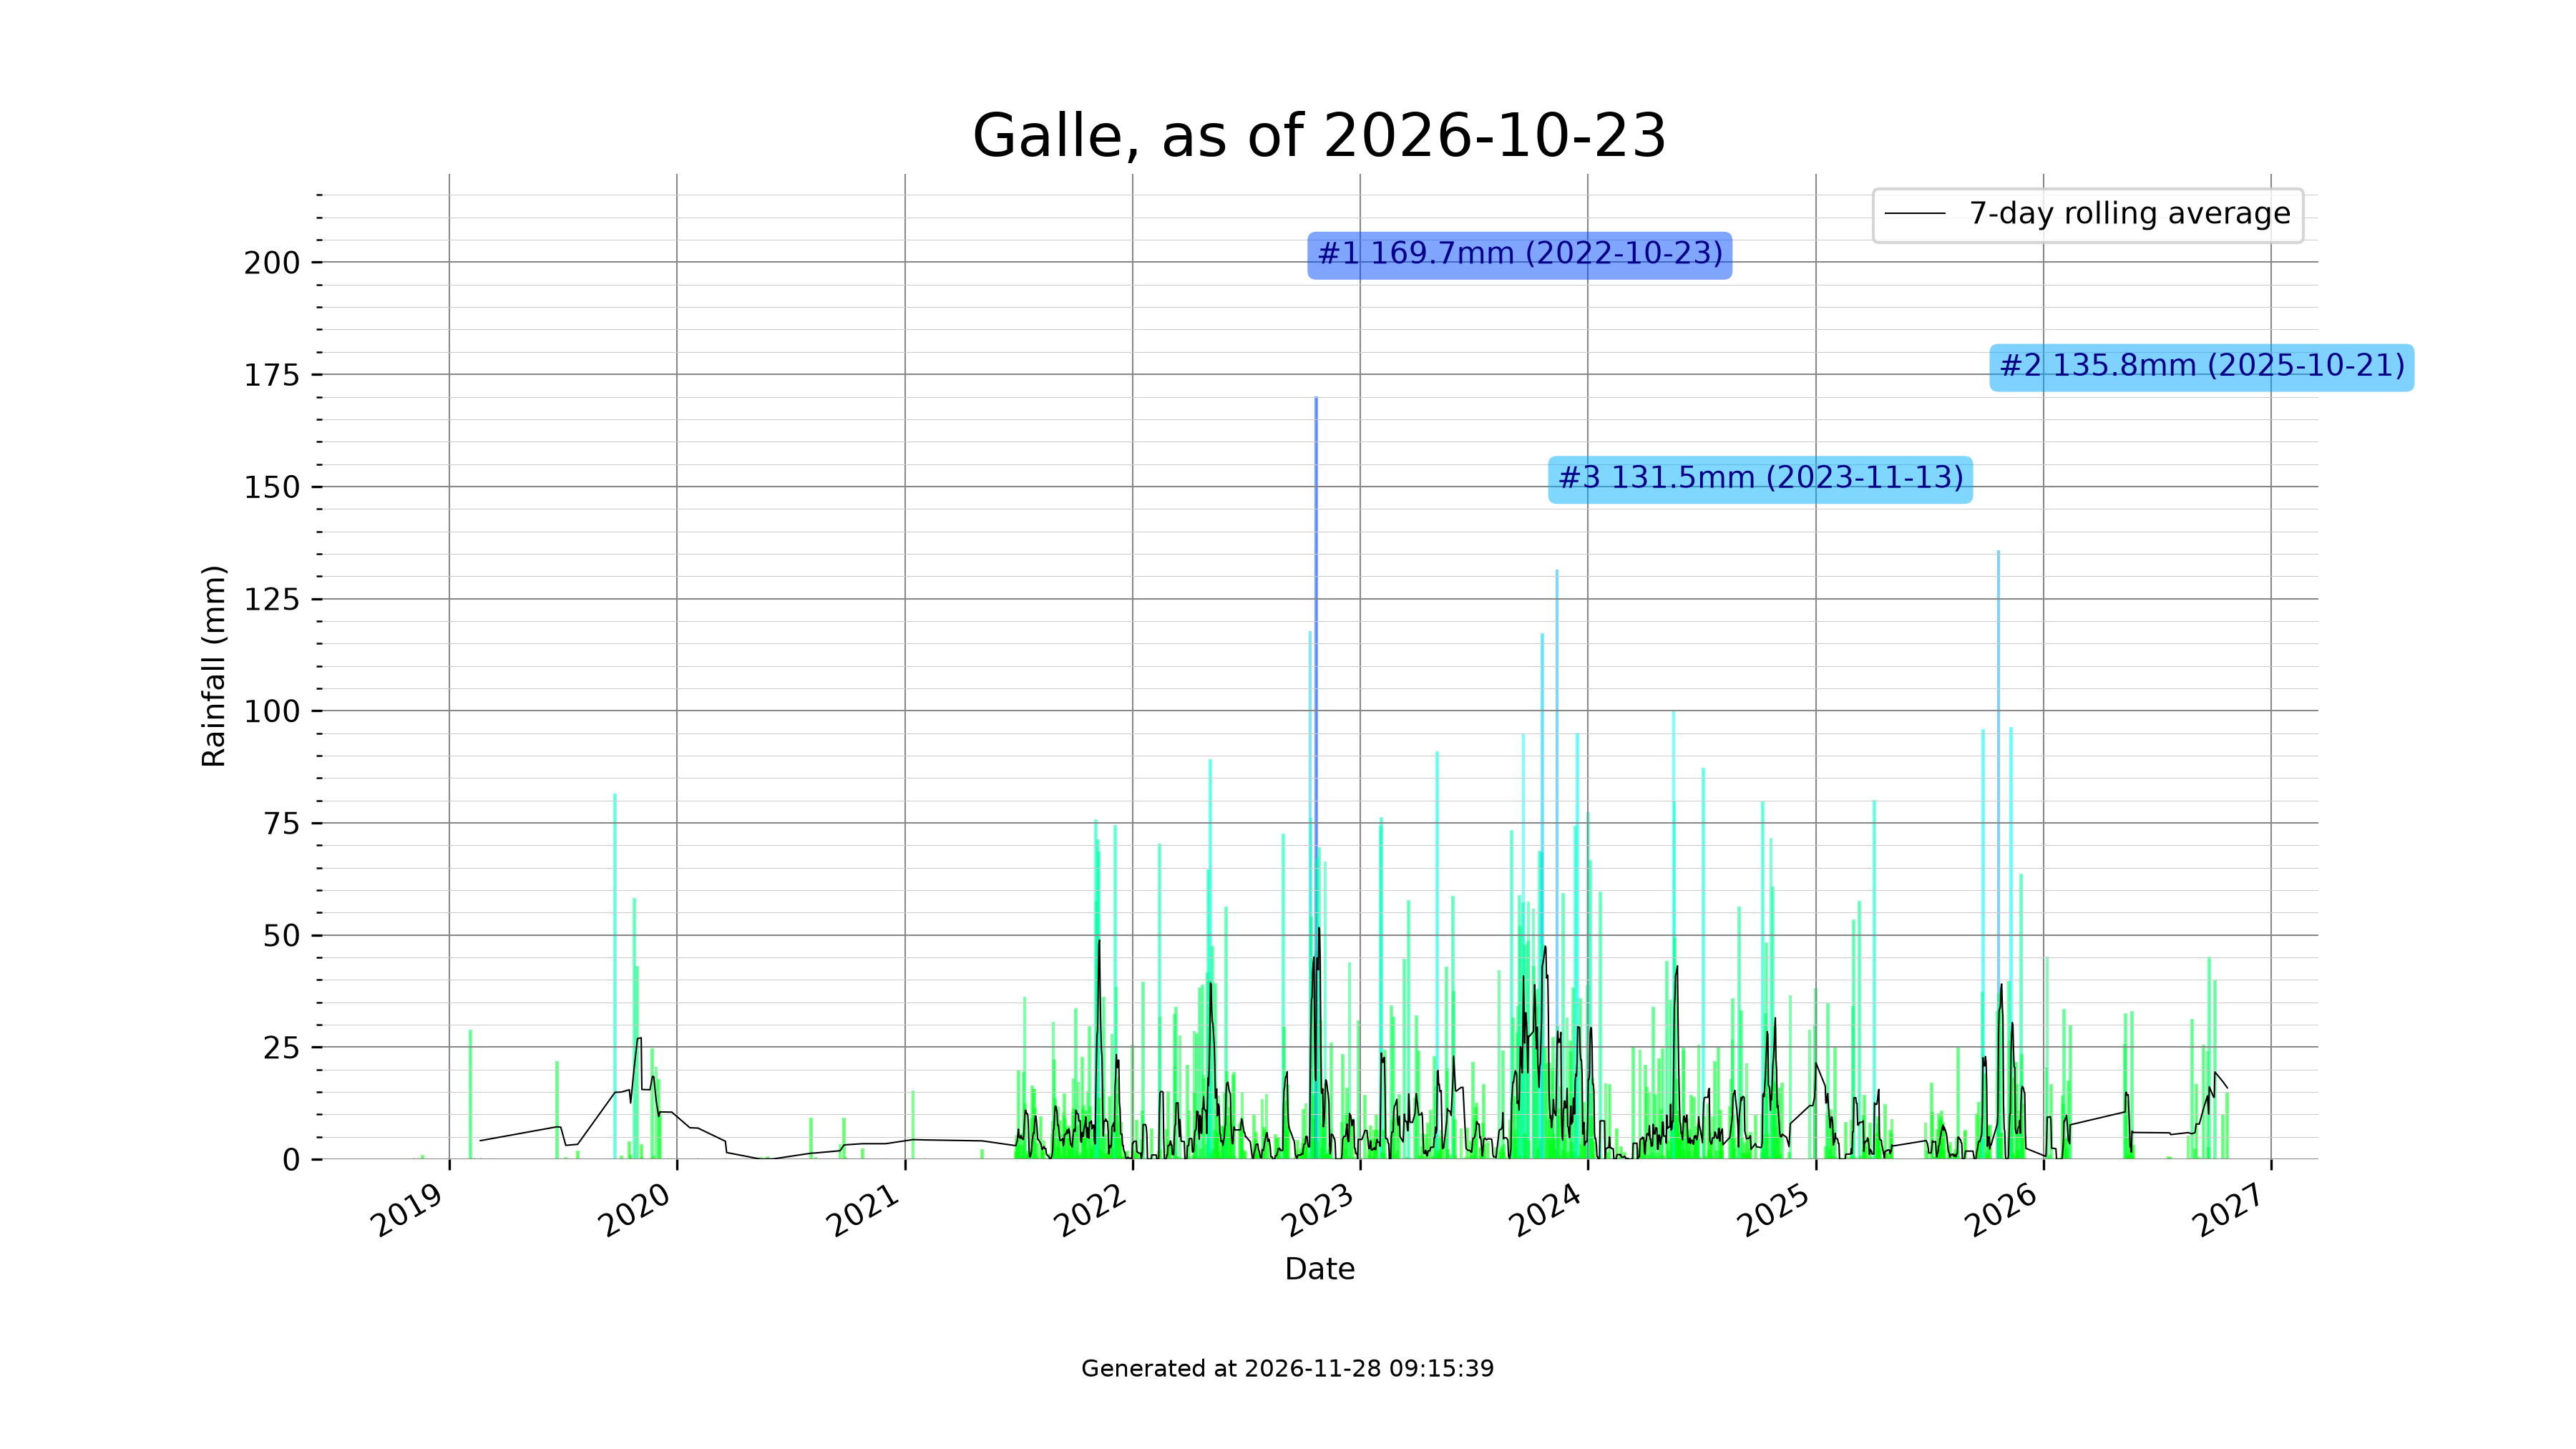 Galle, as of 2026-10-23
7-day rolling average
#1 169.7mm (2022-10-23)
#2 135.8mm (2025-10-21)
#3 131.5mm (2023-11-13)
Rainfall (mm)
200
175
150
125
100
75
50
25
0
2019 2020 2021 2022 2023 2024 2025 2026 2027
Date
Generated at 2026-11-28 09:15:39